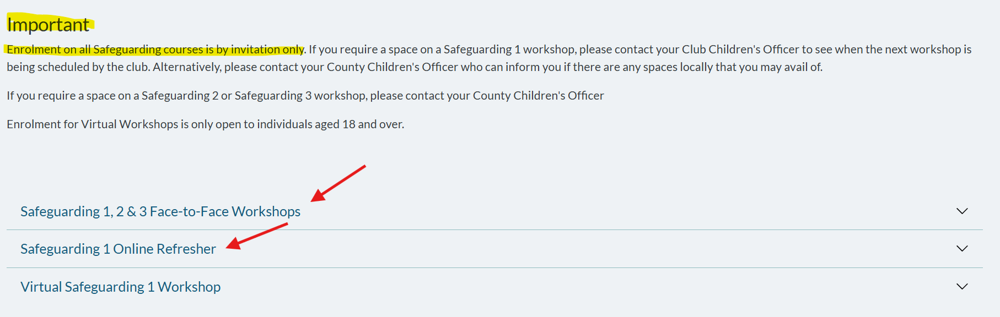 Important
Enrolment on all Safeguarding courses is by invitation only. If you require a space on a Safeguarding 1 workshop, please contact your Club Children's Officer to see when the next workshop is
being scheduled by the club. Alternatively, please contact your County Children's Officer who can inform you if there are any spaces locally that you may avail of.
If you require a space on a Safeguarding 2 or Safeguarding 3 workshop, please contact your County Children's Officer
Enrolment for Virtual Workshops is only open to individuals aged 18 and over.
Safeguarding 1, 2 & 3 Face-to-Face Workshops
Safeguarding 1 Online Refresher
Virtual Safeguarding 1 Workshop